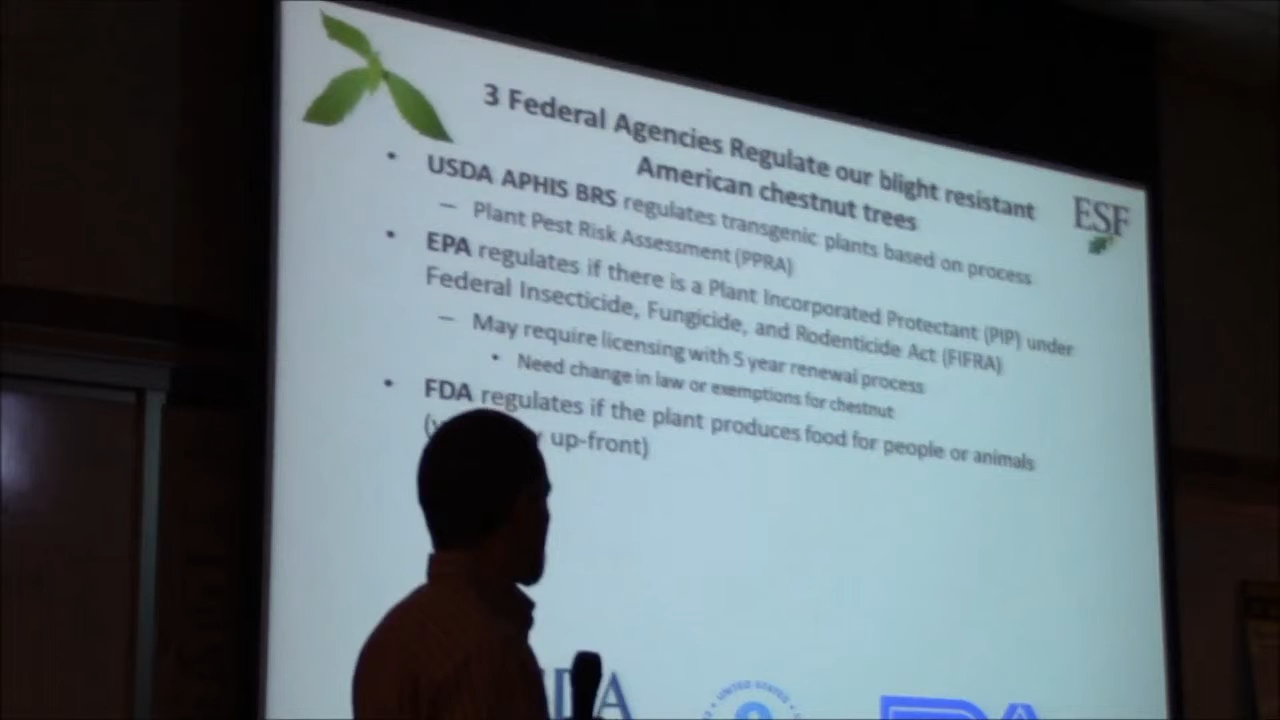 3 Federal Agencies Regulate our blight resistant
American chestnut trees
ESF
• USDA APHIS BRS regulates transgenic plants based on process
– Plant Pest Risk Assessment (PPRA)
• EPA regulates if there is a Plant Incorporated Protectant (PIP) under
Federal Insecticide, Fungicide, and Rodenticide Act (FIFRA)
– May require licensing with 5 year renewal process
• Need change in law or exemptions for chestnut
• FDA regulates if the plant produces food for people or animals
up-front)
UNITED STATES